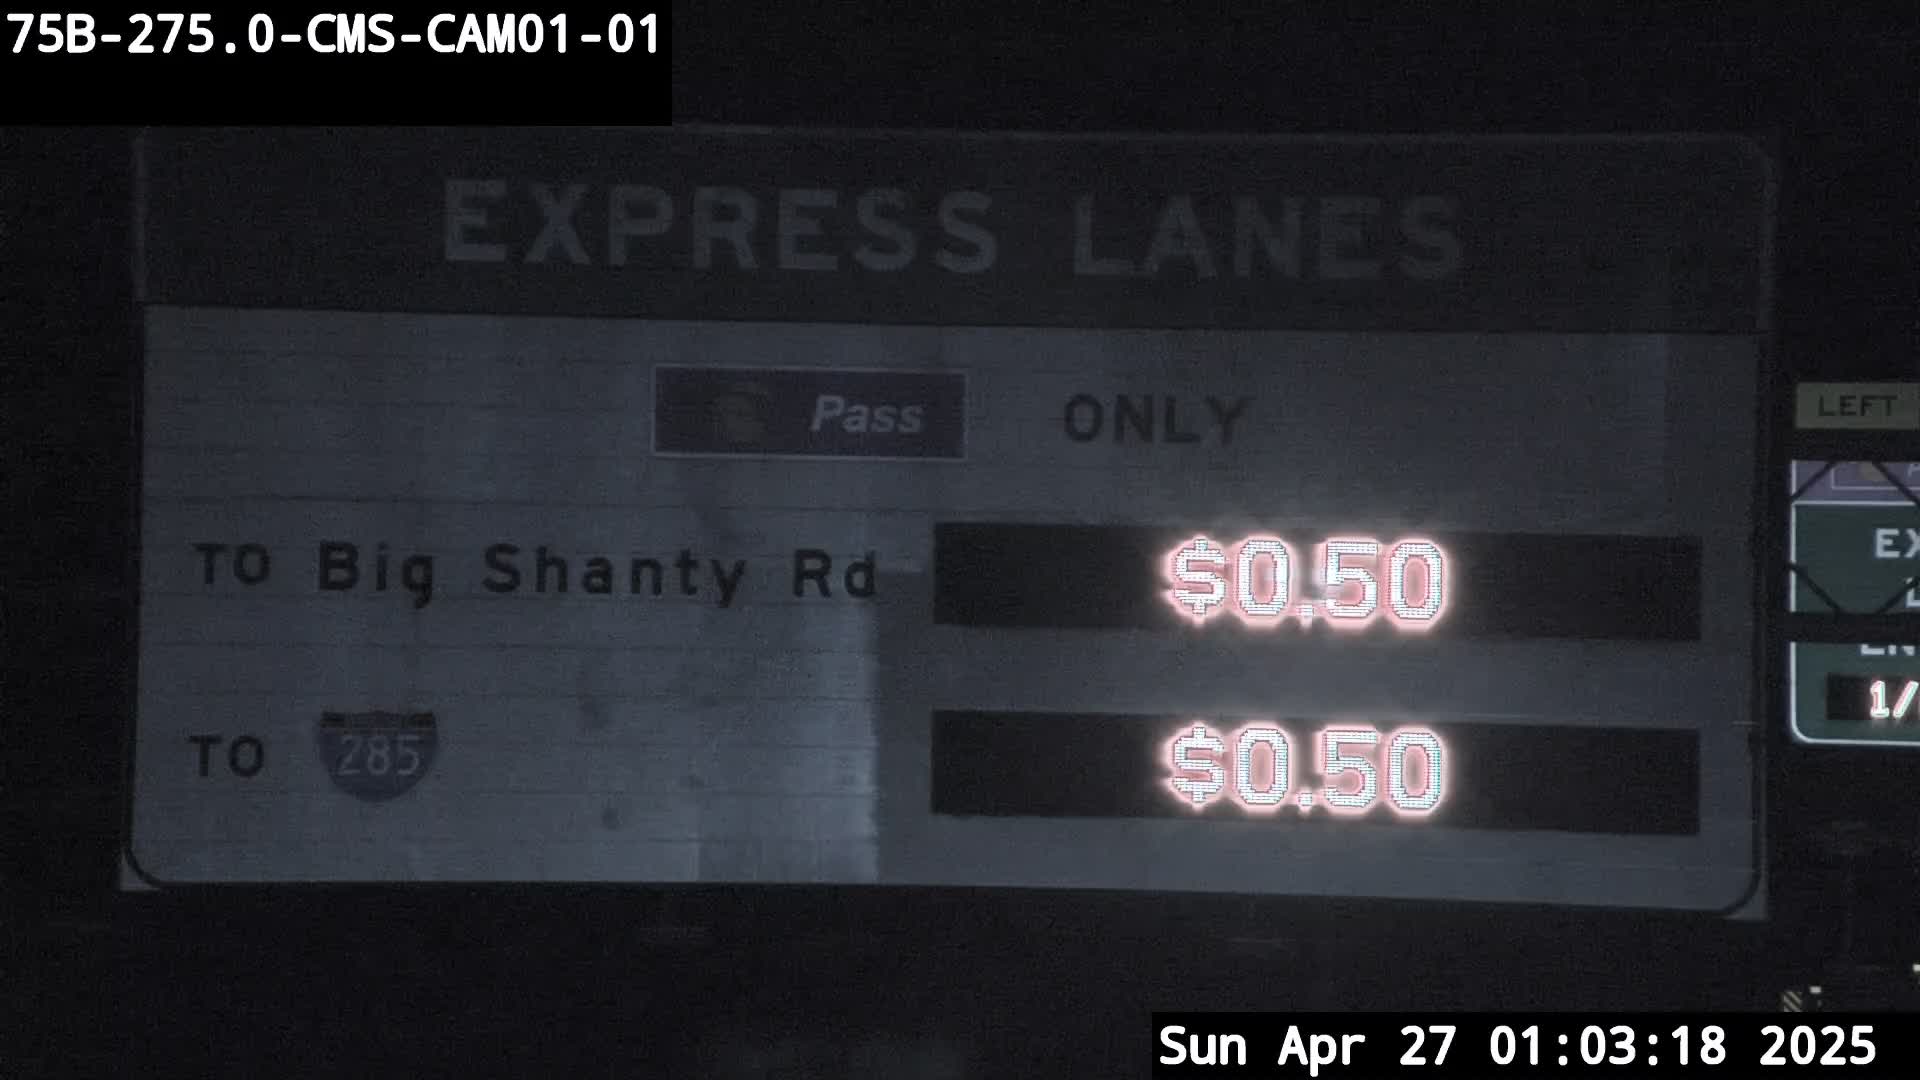 75B-275.0-CMS-CAM01-01
EXPRESS LANES
Pass ONLY
TO Big Shanty Rd $0.50
TO 285 $0.50
LEFT
1/
Sun Apr 27 01:03:18 2025